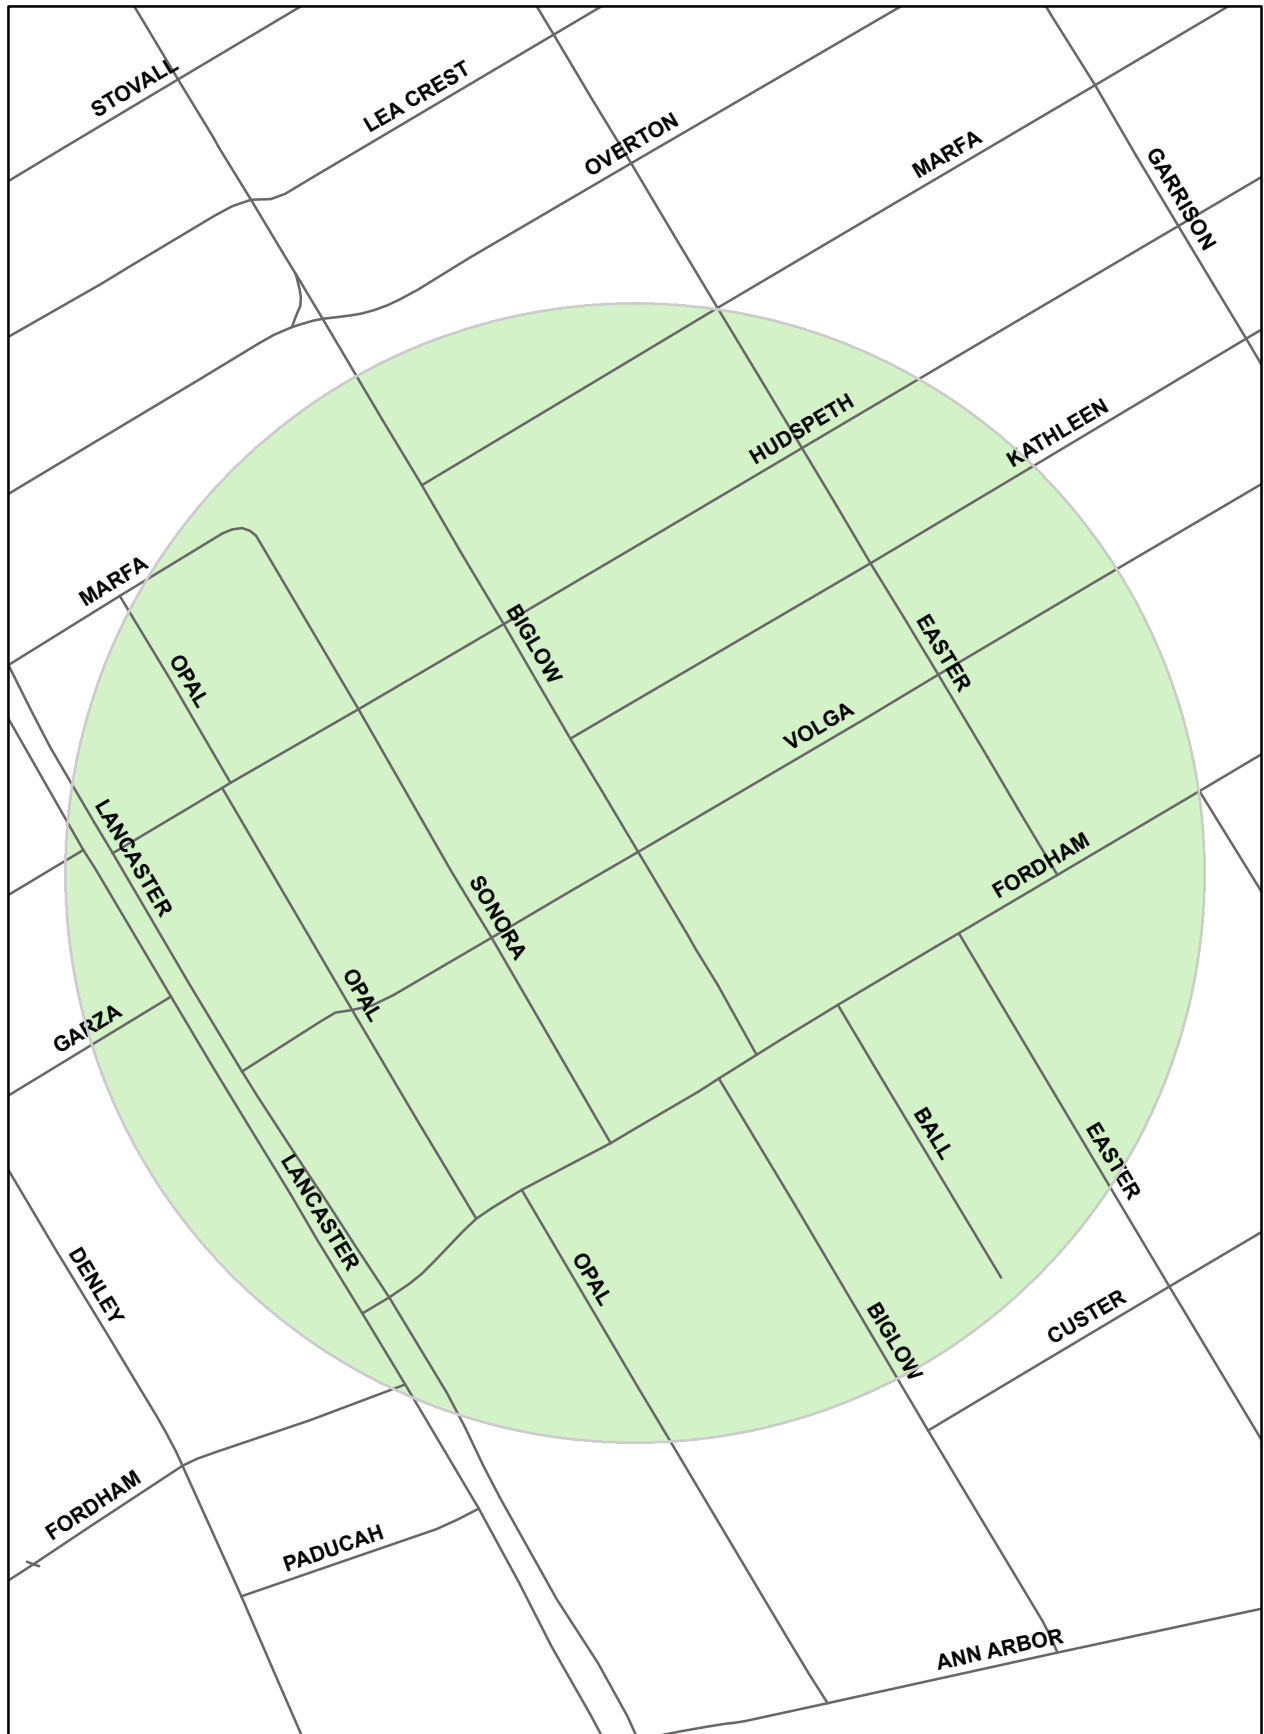 STOVALL
LEA CREST
OVERTON
MARFA
GARRISON
HUDSPETH
KATHLEEN
MARFA
OPAL
BIGLOW
EASTER
VOLGA
LANCASTER
SONORA
FORDHAM
OPAL
GARZA
BALL
EASTER
LANCASTER
DENLEY
OPAL
BIGLOW
CUSTER
FORDHAM
PADUCAH
ANN ARBOR